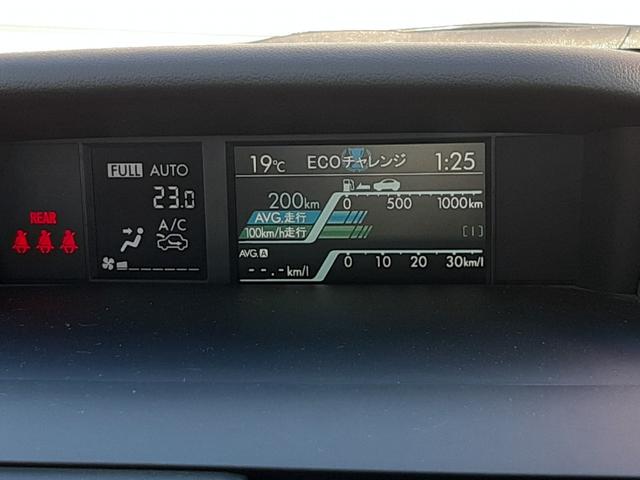 REAR
FULL AUTO
23.0
A/C
19℃ ECOチャレンジ 1:25
200km 0 500 1000km
AVG.走行
100km/h走行
[1]
AVG.A 0 10 20 30km/l
--.-km/l